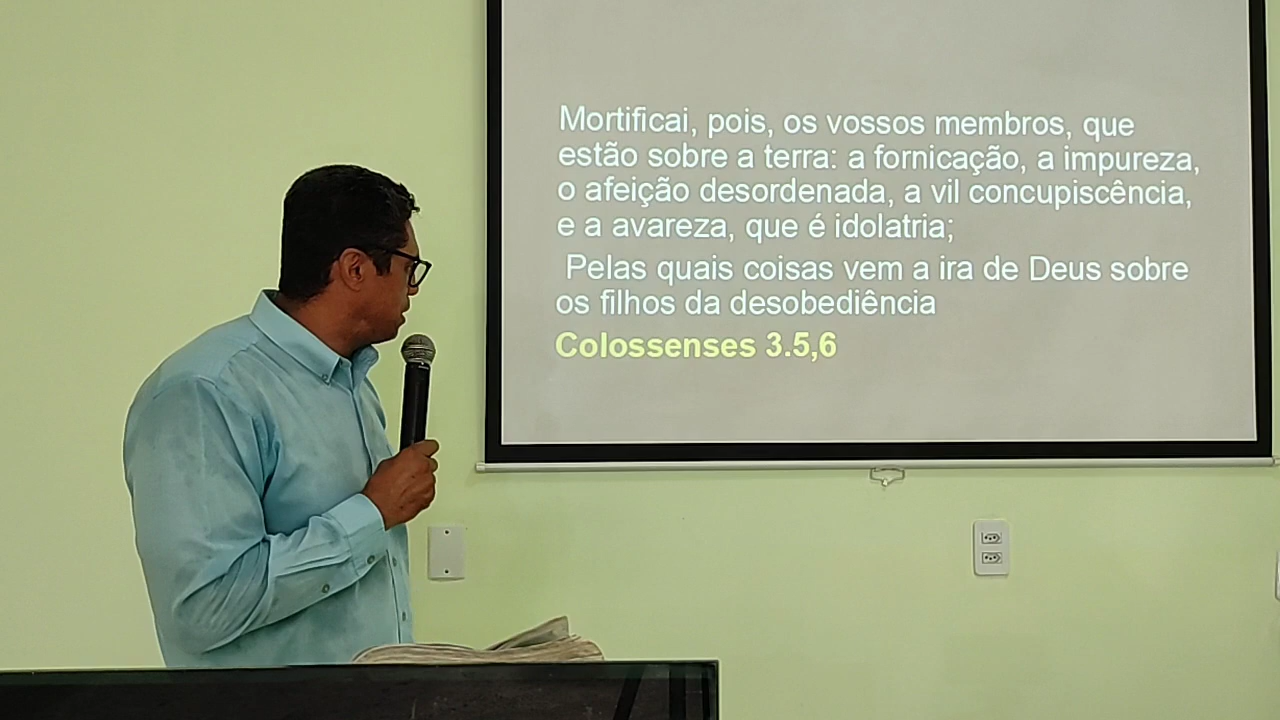 Mortificai, pois, os vossos membros, que
estão sobre a terra: a fornicação, a impureza,
o afeição desordenada, a vil concupiscência,
e a avareza, que é idolatria;
Pelas quais coisas vem a ira de Deus sobre
os filhos da desobediência
Colossenses 3.5,6